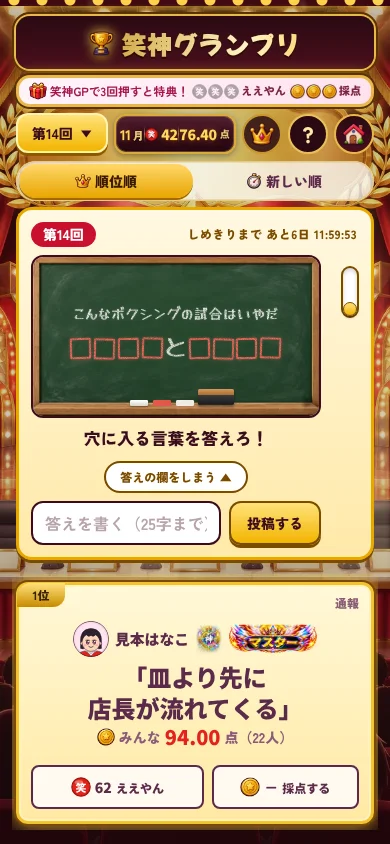 笑神グランプリ
笑神GPで3回押すと特典！ 笑笑笑 ええやん 採点
第14回 ▼
11月 笑 42 76.40 点
?
順位順
新しい順
第14回
しめきりまで あと6日 11:59:53
こんなボクシングの試合はいやだ
□□□□と□□□□
穴に入る言葉を答えろ！
答えの欄をしまう ▲
答えを書く（25字まで）
投稿する
1位
通報
見本はなこ マスター
「皿より先に
店長が流れてくる」
みんな 94.00 点（22人）
笑 62 ええやん
ー 採点する